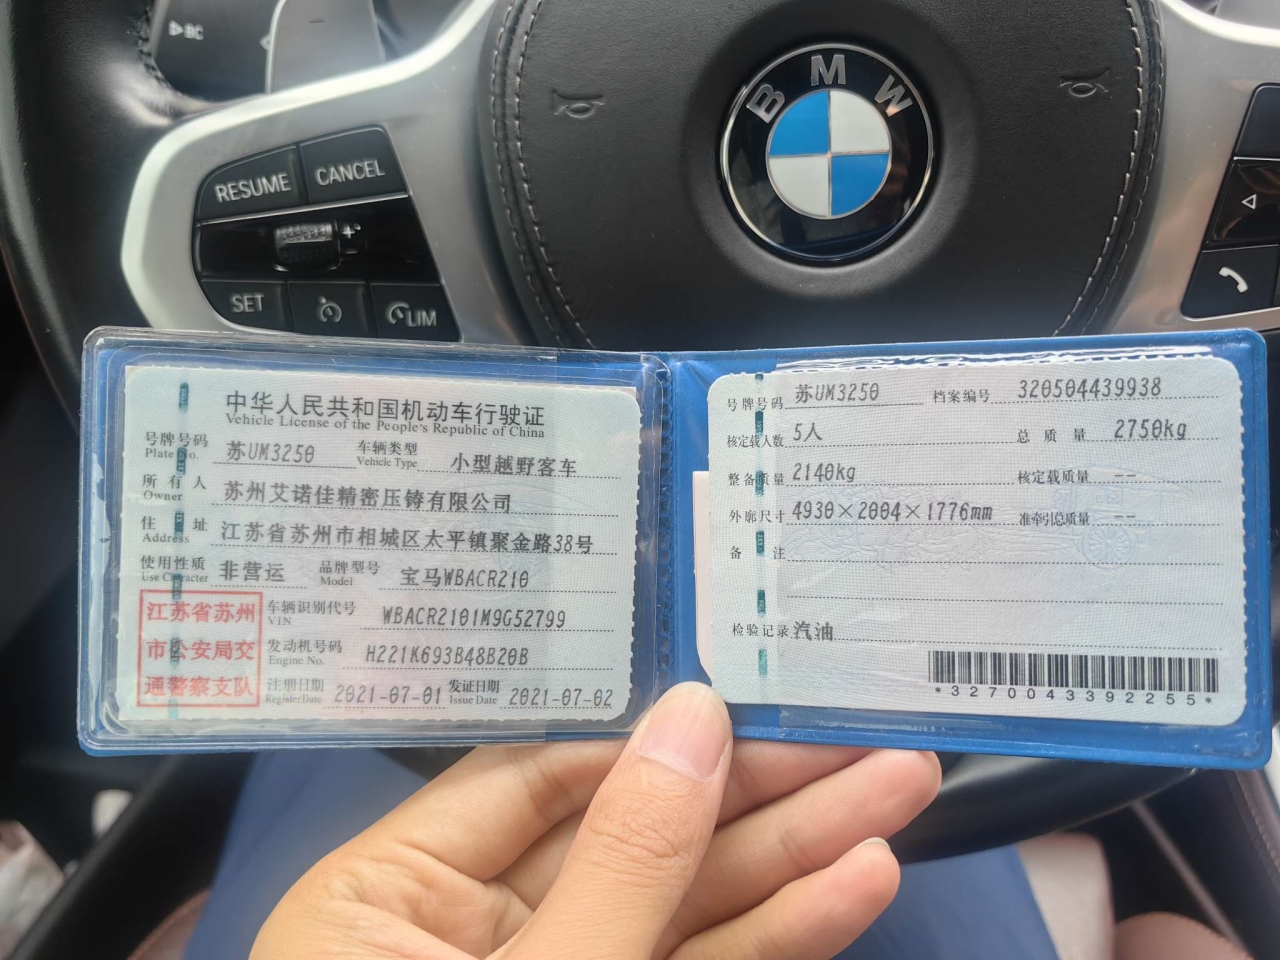 BC
BMW
RESUME
CANCEL
+
SET
LIM
中华人民共和国机动车行驶证
Vehicle License of the People's Republic of China
号牌号码 苏UM3250 车辆类型 小型越野客车
Plate No. Vehicle Type
所有人 苏州艾诺佳精密压铸有限公司
Owner
住址 江苏省苏州市相城区太平镇聚金路38号
Address
使用性质 非营运 品牌型号 宝马WBACR210
Use Character Model
江苏省苏州
市公安局交
通警察支队
车辆识别代号 WBACR2101M9G52799
VIN
发动机号码 H221K693B48B20B
Engine No.
注册日期 2021-07-01 发证日期 2021-07-02
Register Date Issue Date
号牌号码 苏UM3250 档案编号 320504439938
核定载人数 5人 总质量 2750kg
整备质量 2140kg 核定载质量 --
外廓尺寸 4930×2004×1776mm 准牵引总质量 --
备注
检验记录 汽油
*3270043392255*